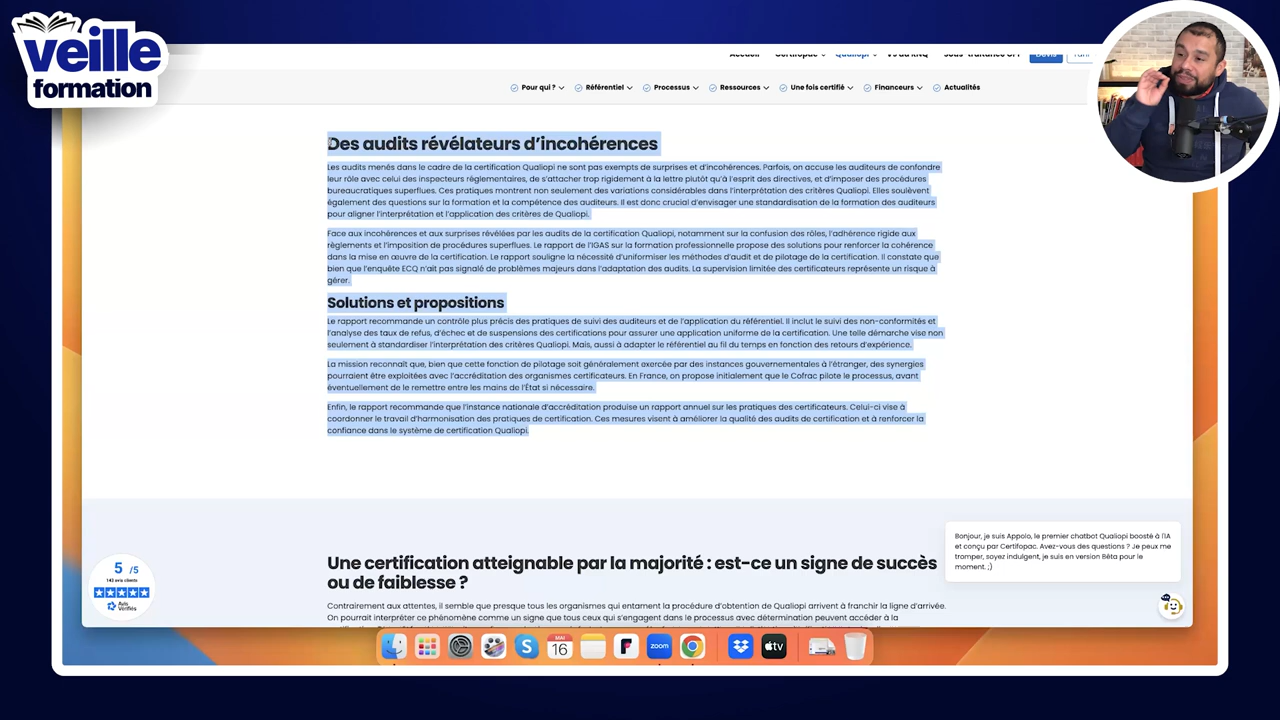 veille
formation
Accueil Certifopac Qualiopi VS du RNQ Sous-traitance CPF Devis
Pour qui ? Référentiel Processus Ressources Une fois certifié Financeurs Actualités
Des audits révélateurs d'incohérences
Les audits menés dans le cadre de la certification Qualiopi ne sont pas exempts de surprises et d'incohérences. Parfois, on accuse les auditeurs de confondre
leur rôle avec celui des inspecteurs réglementaires, de s'attacher trop rigidement à la lettre plutôt qu'à l'esprit des directives, et d'imposer des procédures
bureaucratiques superflues. Ces pratiques montrent non seulement des variations considérables dans l'interprétation des critères Qualiopi. Elles soulèvent
également des questions sur la formation et la compétence des auditeurs. Il est donc crucial d'envisager une standardisation de la formation des auditeurs
pour aligner l'interprétation et l'application des critères de Qualiopi.
Face aux incohérences et aux surprises révélées par les audits de la certification Qualiopi, notamment sur la confusion des rôles, l'adhérence rigide aux
règlements et l'imposition de procédures superflues. Le rapport de l'IGAS sur la formation professionnelle propose des solutions pour renforcer la cohérence
dans la mise en œuvre de la certification. Le rapport souligne la nécessité d'uniformiser les méthodes d'audit et de pilotage de la certification. Il constate que
bien que l'enquête ECQ n'ait pas signalé de problèmes majeurs dans l'adaptation des audits. La supervision limitée des certificateurs représente un risque à
gérer.
Solutions et propositions
Le rapport recommande un contrôle plus précis des pratiques de suivi des auditeurs et de l'application du référentiel. Il inclut le suivi des non-conformités et
l'analyse des taux de refus, d'échec et de suspensions des certifications pour assurer une application uniforme de la certification. Une telle démarche vise non
seulement à standardiser l'interprétation des critères Qualiopi. Mais, aussi à adapter le référentiel au fil du temps en fonction des retours d'expérience.
La mission reconnaît que, bien que cette fonction de pilotage soit généralement exercée par des instances gouvernementales à l'étranger, des synergies
pourraient être exploitées avec l'accréditation des organismes certificateurs. En France, on propose initialement que le Cofrac pilote le processus, avant
éventuellement de le remettre entre les mains de l'État si nécessaire.
Enfin, le rapport recommande que l'instance nationale d'accréditation produise un rapport annuel sur les pratiques des certificateurs. Celui-ci vise à
coordonner le travail d'harmonisation des pratiques de certification. Ces mesures visent à améliorer la qualité des audits de certification et à renforcer la
confiance dans le système de certification Qualiopi.
Une certification atteignable par la majorité : est-ce un signe de succès
ou de faiblesse ?
Contrairement aux attentes, il semble que presque tous les organismes qui entament la procédure d'obtention de Qualiopi arrivent à franchir la ligne d'arrivée.
On pourrait interpréter ce phénomène comme un signe que tous ceux qui s'engagent dans le processus avec détermination peuvent accéder à la
Bonjour, je suis Appolo, le premier chatbot Qualiopi boosté à l'IA
et conçu par Certifopac. Avez-vous des questions ? Je peux me
tromper, soyez indulgent, je suis en version Bêta pour le
moment. ;)
5 /5
143 avis clients
Avis
Vérifiés
MAI
16
zoom
tv